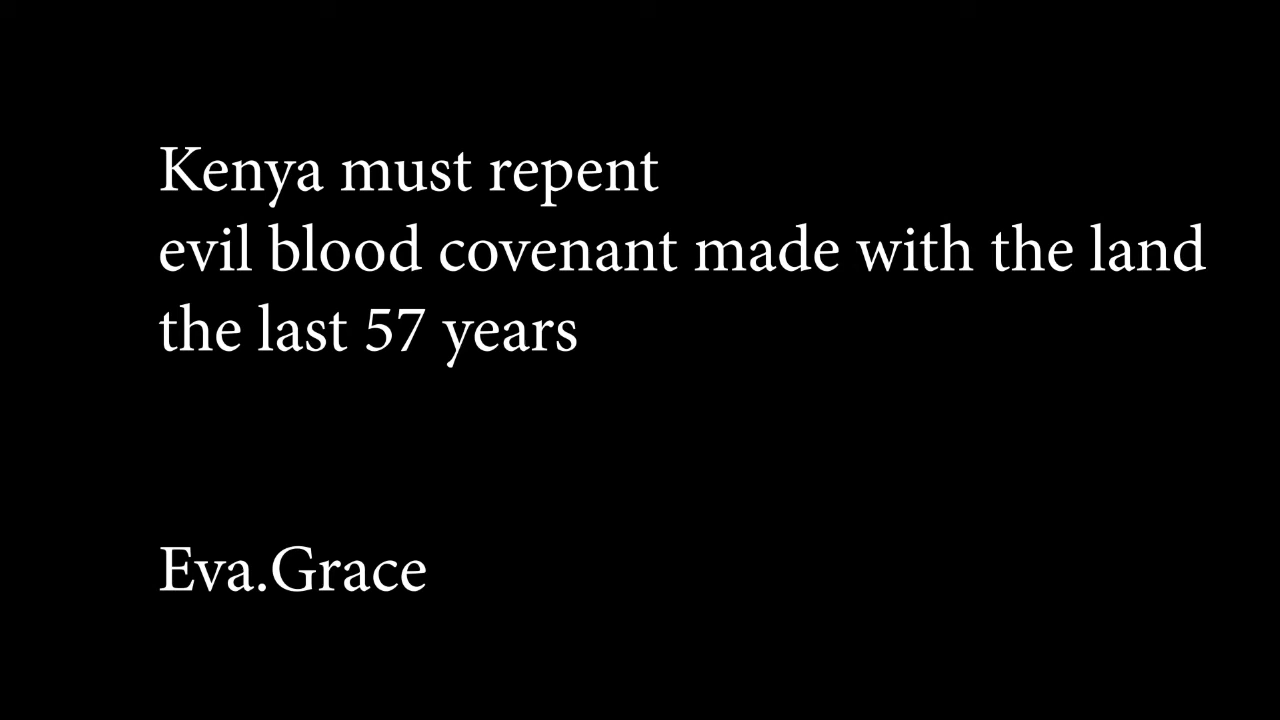 Kenya must repent
evil blood covenant made with the land
the last 57 years
Eva.Grace